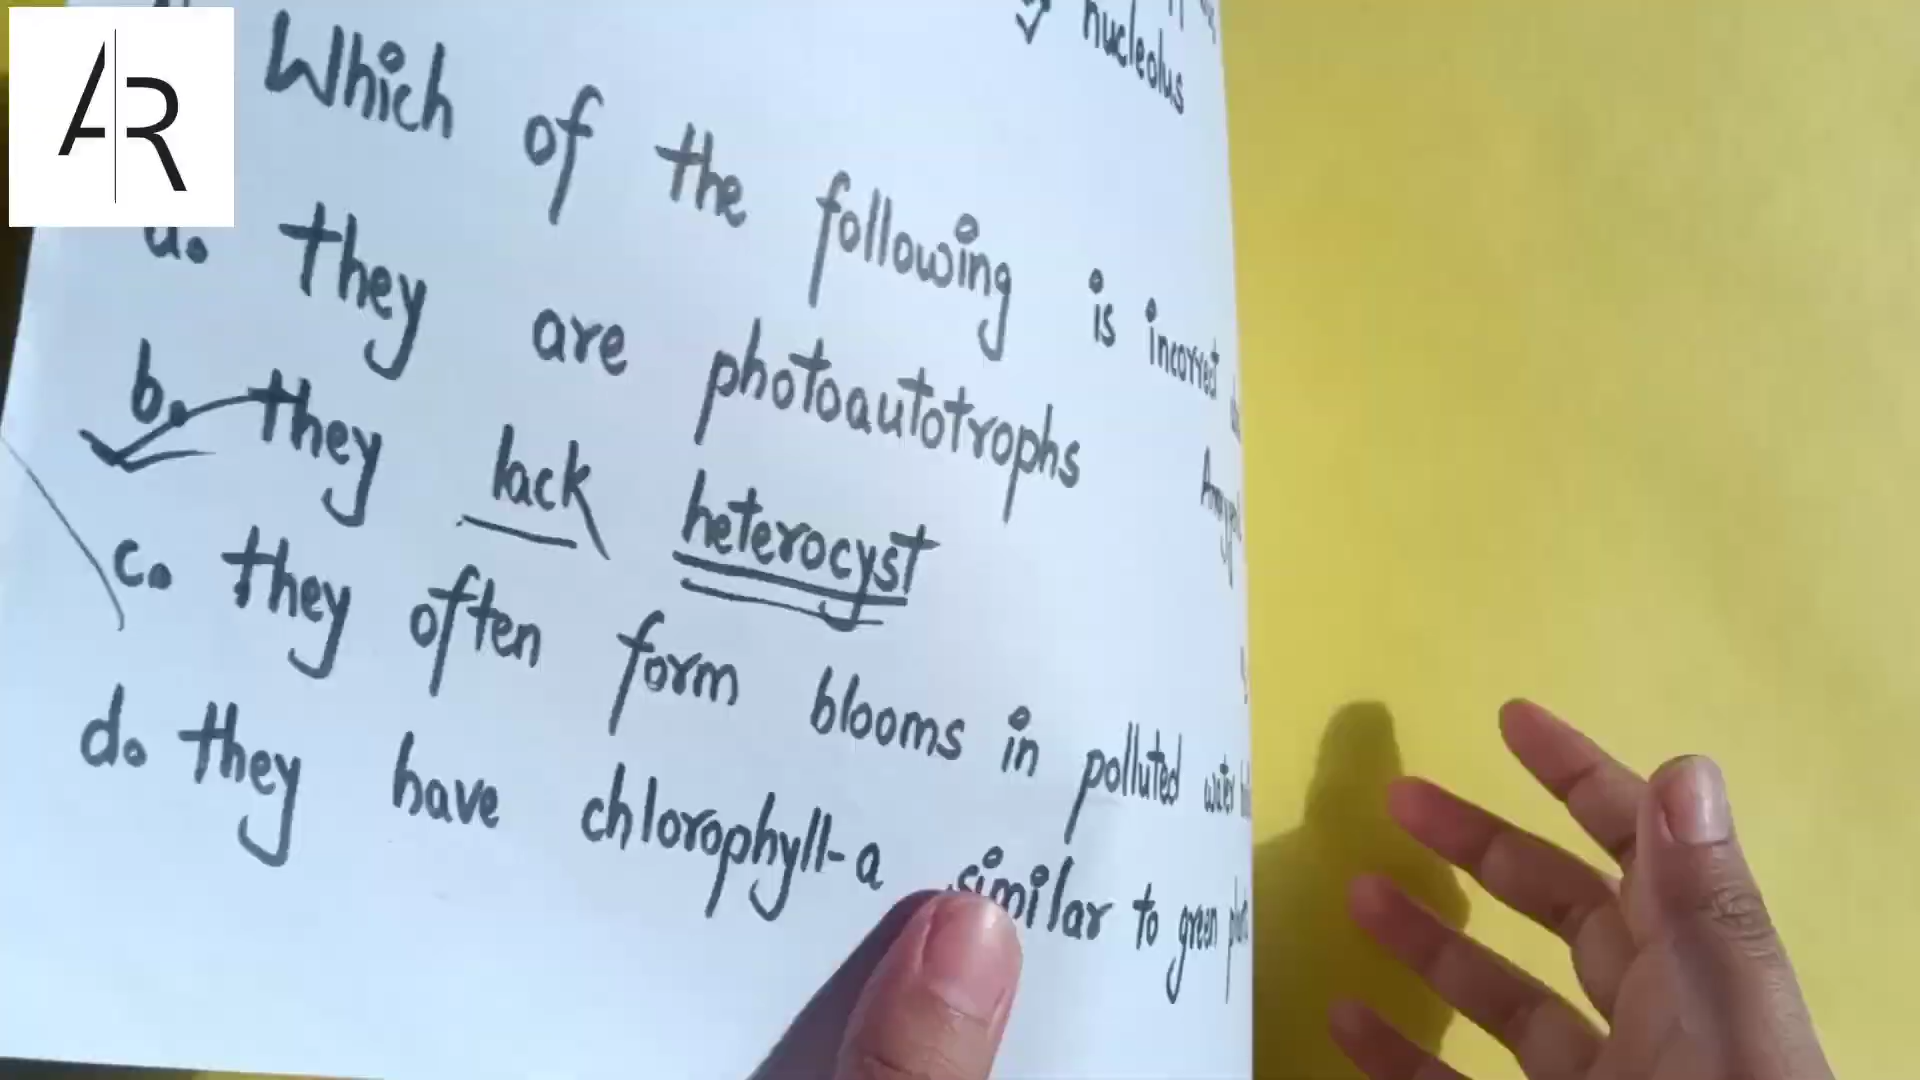 AR
nucleolus
Which of the following is incorrect
a. they are photoautotrophs
b. they lack heterocyst
c. they often form blooms in polluted water
d. they have chlorophyll-a similar to green